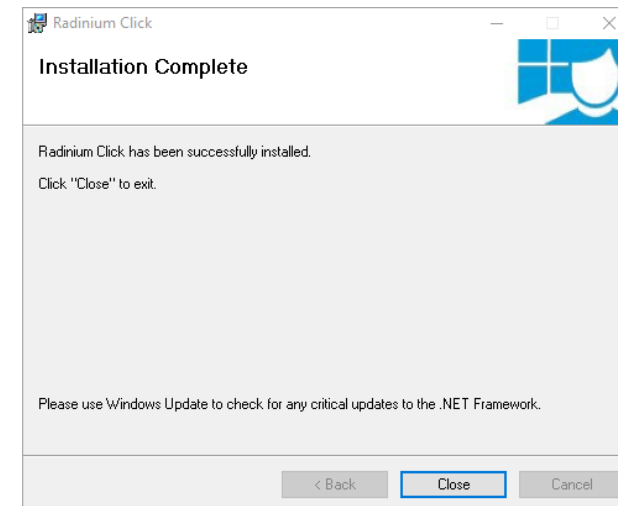 Radinium Click
Installation Complete
Radinium Click has been successfully installed.
Click "Close" to exit.
Please use Windows Update to check for any critical updates to the .NET Framework.
< Back
Close
Cancel